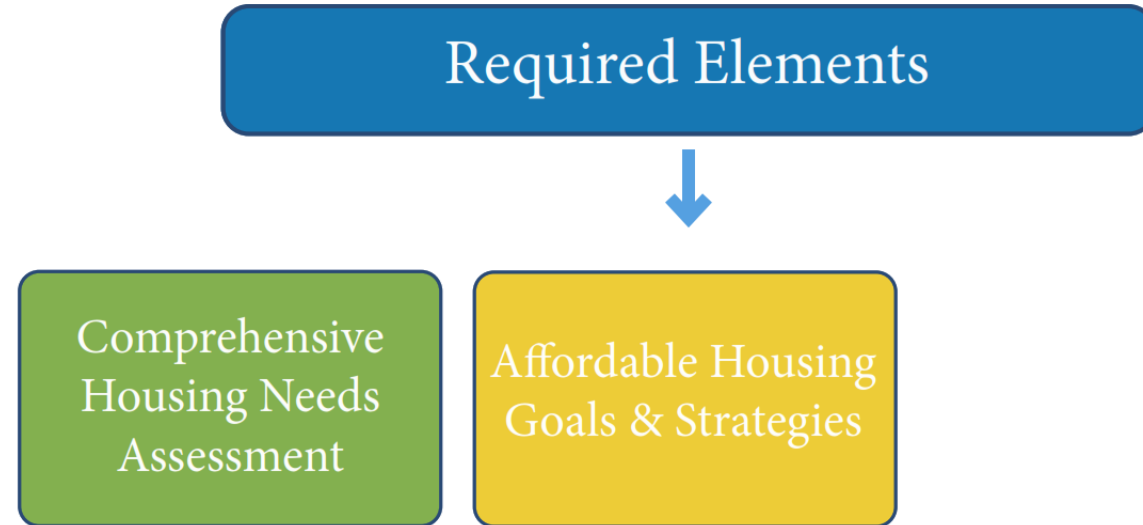 Required Elements
Comprehensive
Housing Needs
Assessment
Affordable Housing
Goals & Strategies